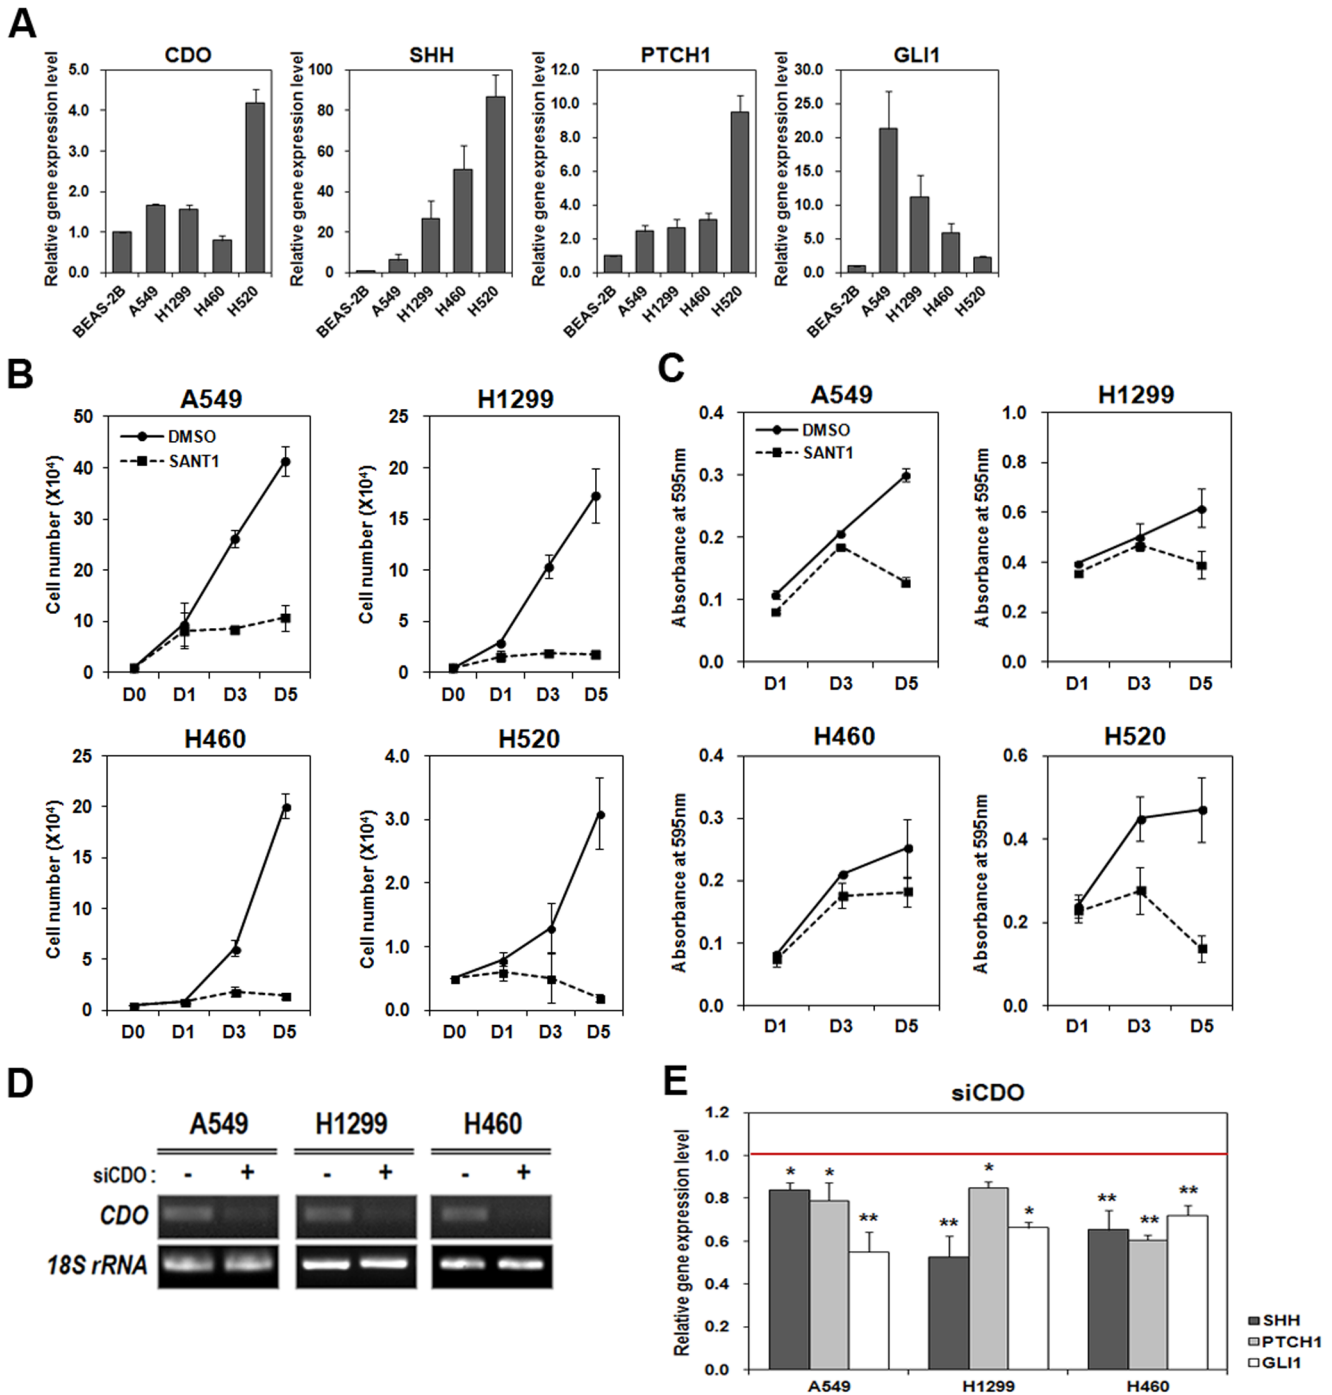 A
CDO
SHH
PTCH1
GLI1
Relative gene expression level
5.0
4.0
3.0
2.0
1.0
0.0
BEAS-2B
A549
H1299
H460
H520
Relative gene expression level
100
80
60
40
20
0
BEAS-2B
A549
H1299
H460
H520
Relative gene expression level
12.0
10.0
8.0
6.0
4.0
2.0
0.0
BEAS-2B
A549
H1299
H460
H520
Relative gene expression level
30.0
25.0
20.0
15.0
10.0
5.0
0.0
BEAS-2B
A549
H1299
H460
H520
B
A549
Cell number (X10⁴)
50
40
30
20
10
0
DMSO
SANT1
D0 D1 D3 D5
H1299
Cell number (X10⁴)
25
20
15
10
5
0
D0 D1 D3 D5
H460
Cell number (X10⁴)
25
20
15
10
5
0
D0 D1 D3 D5
H520
Cell number (X10⁴)
4.0
3.0
2.0
1.0
0.0
D0 D1 D3 D5
C
A549
Absorbance at 595nm
0.4
0.3
0.2
0.1
0.0
DMSO
SANT1
D1 D3 D5
H1299
Absorbance at 595nm
1.0
0.8
0.6
0.4
0.2
0.0
D1 D3 D5
H460
Absorbance at 595nm
0.4
0.3
0.2
0.1
0.0
D1 D3 D5
H520
Absorbance at 595nm
0.6
0.4
0.2
0.0
D1 D3 D5
D
A549 H1299 H460
siCDO : - + - + - +
CDO
18S rRNA
E
siCDO
Relative gene expression level
1.2
1.0
0.8
0.6
0.4
0.2
0.0
* * **
** * *
** ** **
A549 H1299 H460
SHH
PTCH1
GLI1